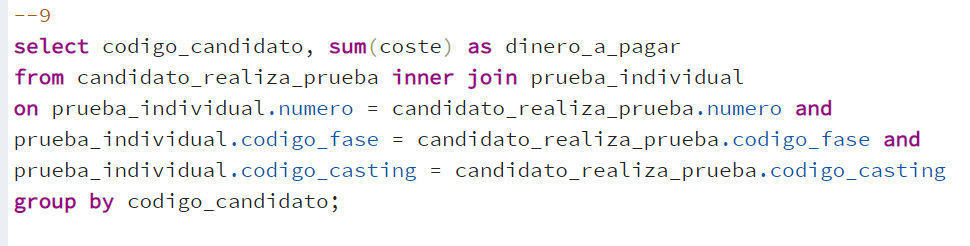 --9
select codigo_candidato, sum(coste) as dinero_a_pagar
from candidato_realiza_prueba inner join prueba_individual
on prueba_individual.numero = candidato_realiza_prueba.numero and
prueba_individual.codigo_fase = candidato_realiza_prueba.codigo_fase and
prueba_individual.codigo_casting = candidato_realiza_prueba.codigo_casting
group by codigo_candidato;